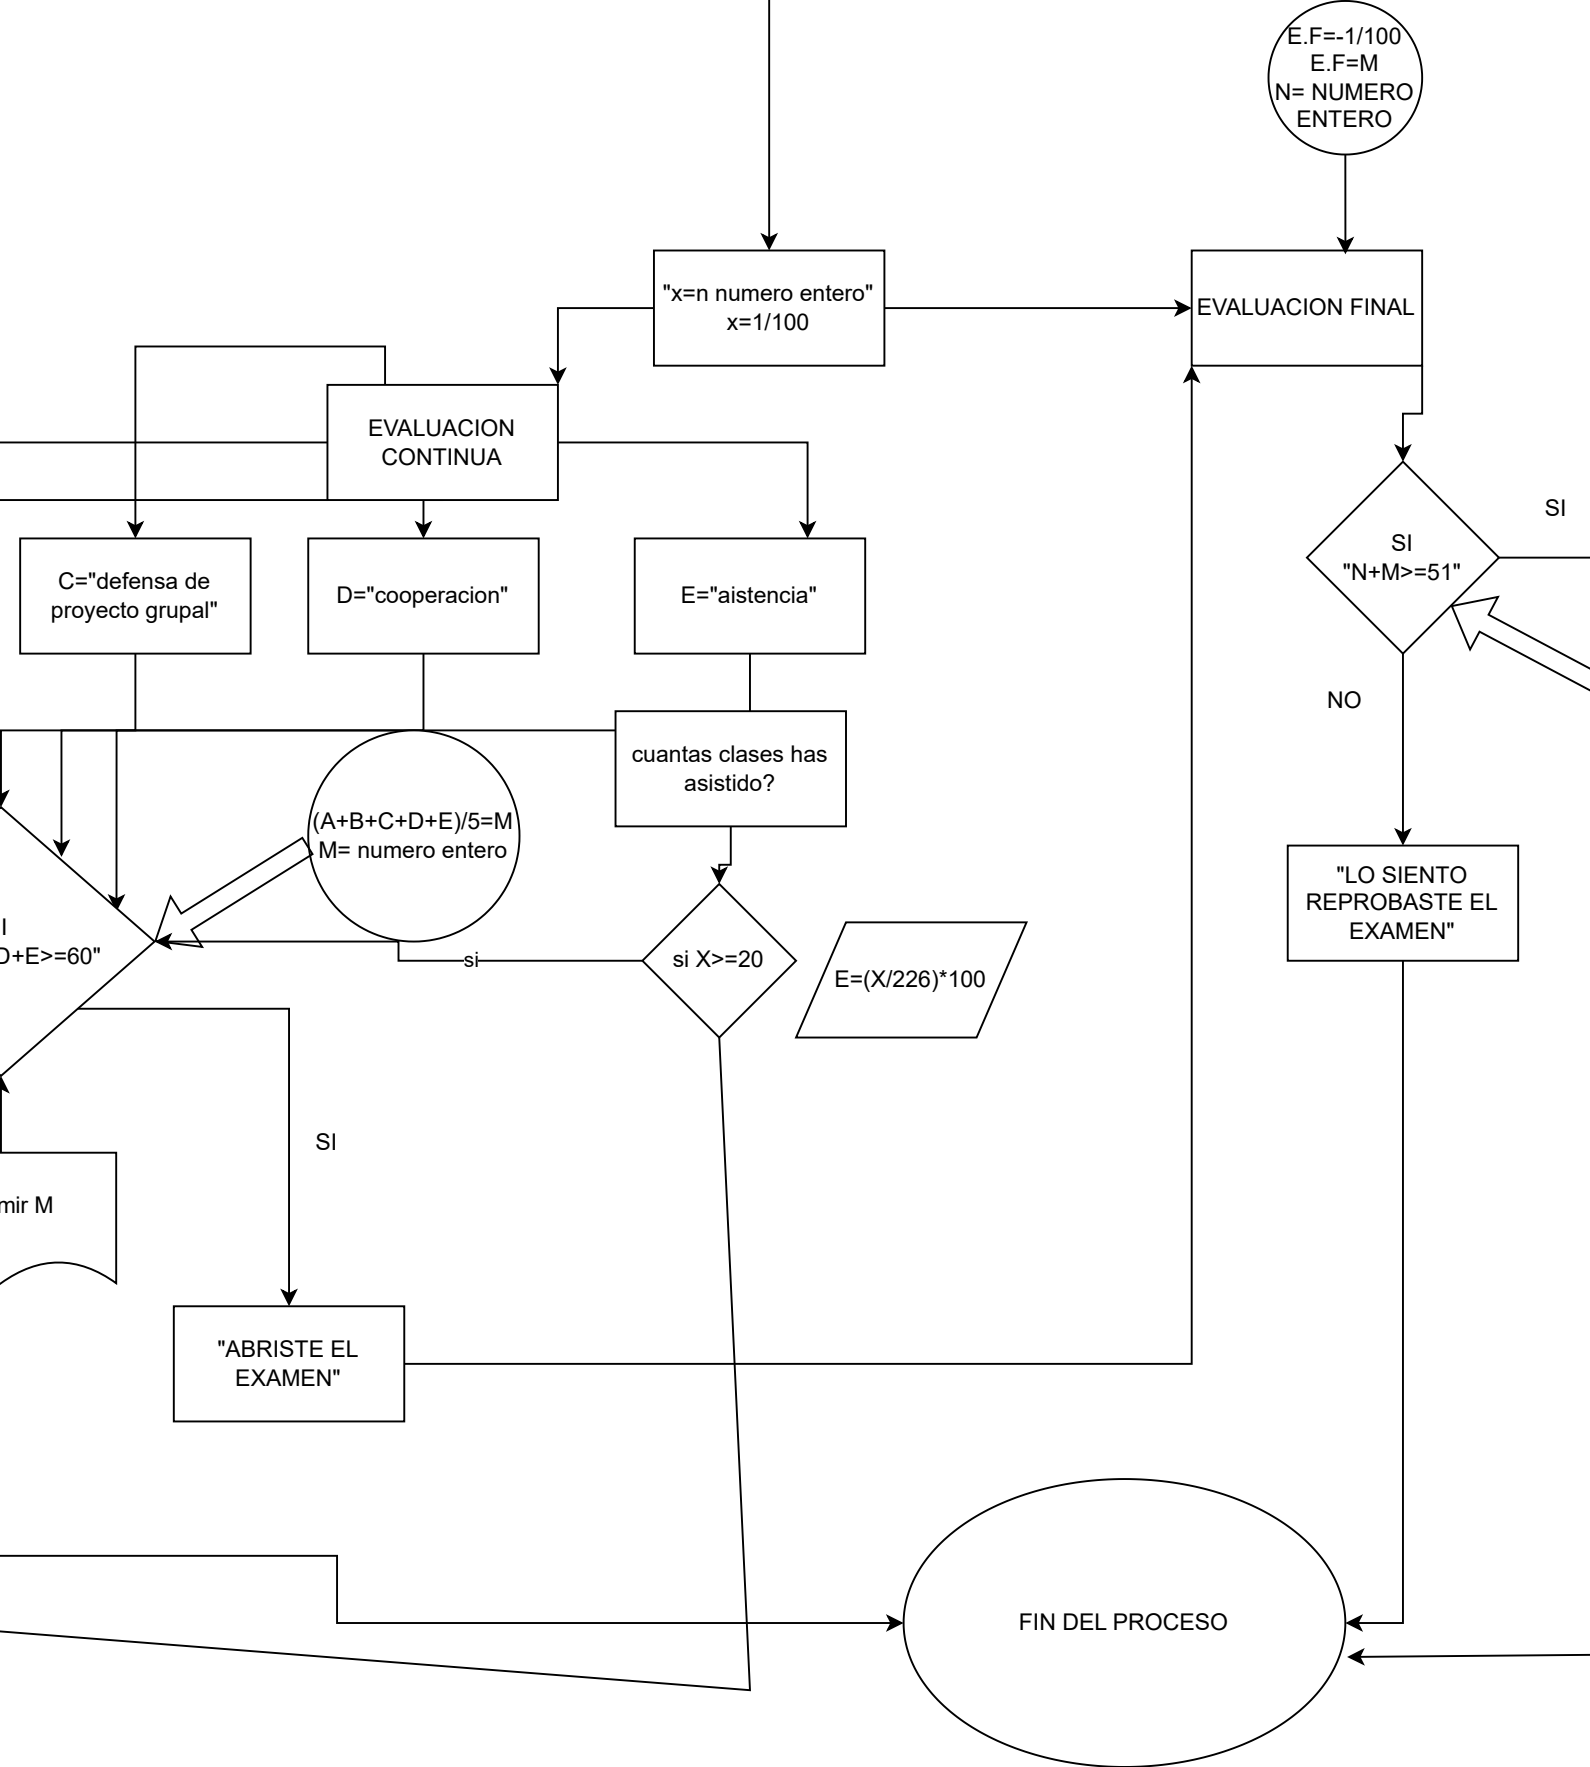 E.F=-1/100
E.F=M
N= NUMERO
ENTERO
"x=n numero entero"
x=1/100
EVALUACION FINAL
EVALUACION
CONTINUA
SI
SI
"N+M>=51"
C="defensa de
proyecto grupal"
D="cooperacion"
E="aistencia"
NO
cuantas clases has
asistido?
(A+B+C+D+E)/5=M
M= numero entero
"LO SIENTO
REPROBASTE EL
EXAMEN"
D+E>=60"
si
si X>=20
E=(X/226)*100
SI
M
"ABRISTE EL
EXAMEN"
FIN DEL PROCESO